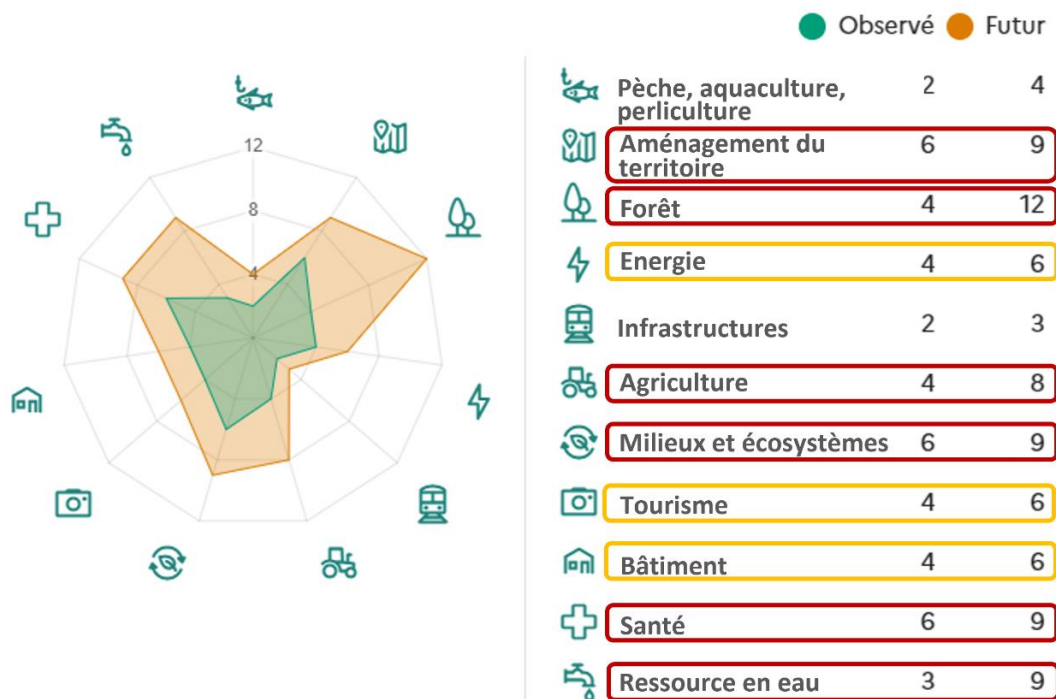 Observé Futur
12
8
4
Pèche, aquaculture, 2 4
perliculture
Aménagement du 6 9
territoire
Forêt 4 12
Energie 4 6
Infrastructures 2 3
Agriculture 4 8
Milieux et écosystèmes 6 9
Tourisme 4 6
Bâtiment 4 6
Santé 6 9
Ressource en eau 3 9